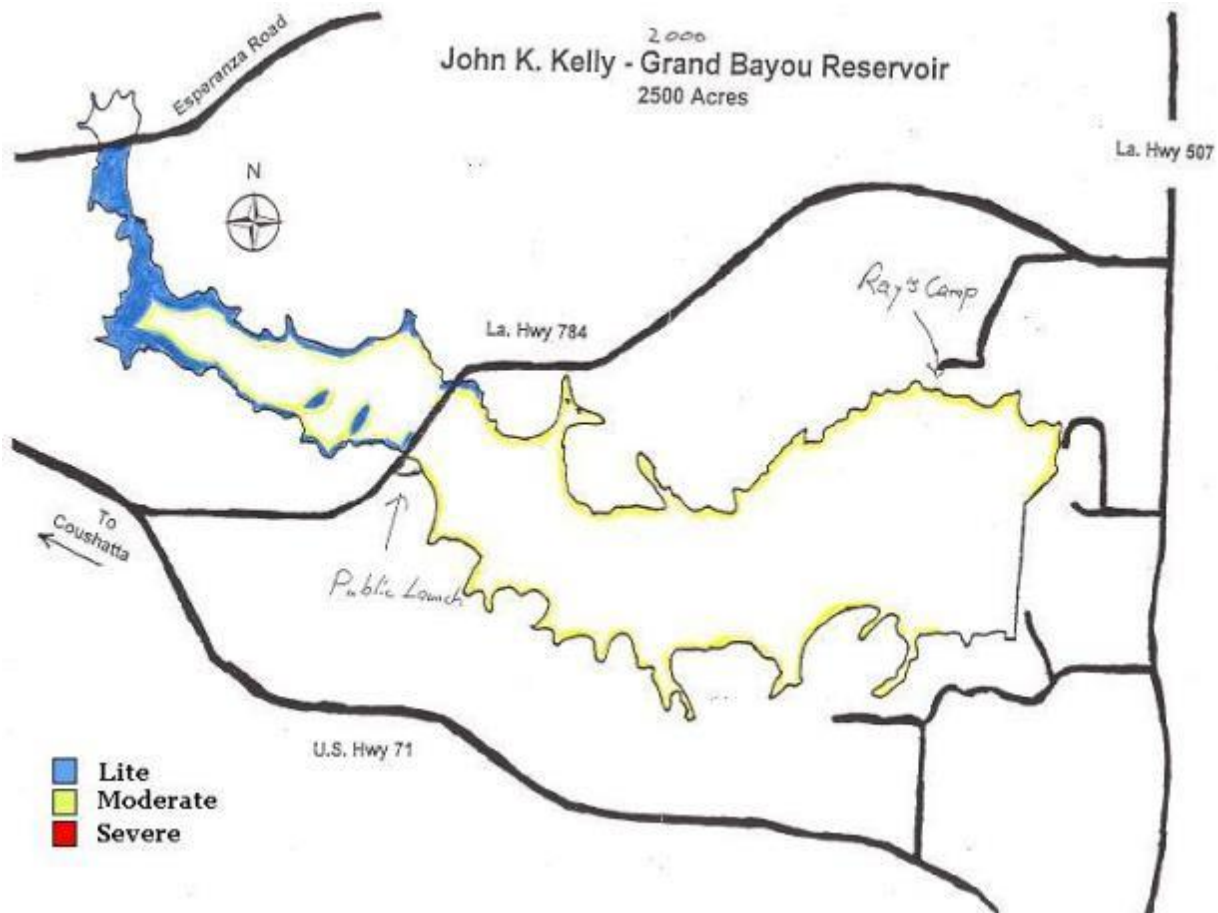 2000
John K. Kelly - Grand Bayou Reservoir
2500 Acres
Esperanza Road
La. Hwy 507
N
Ray's Camp
La. Hwy 784
To
Coushatta
Public Launch
U.S. Hwy 71
Lite
Moderate
Severe